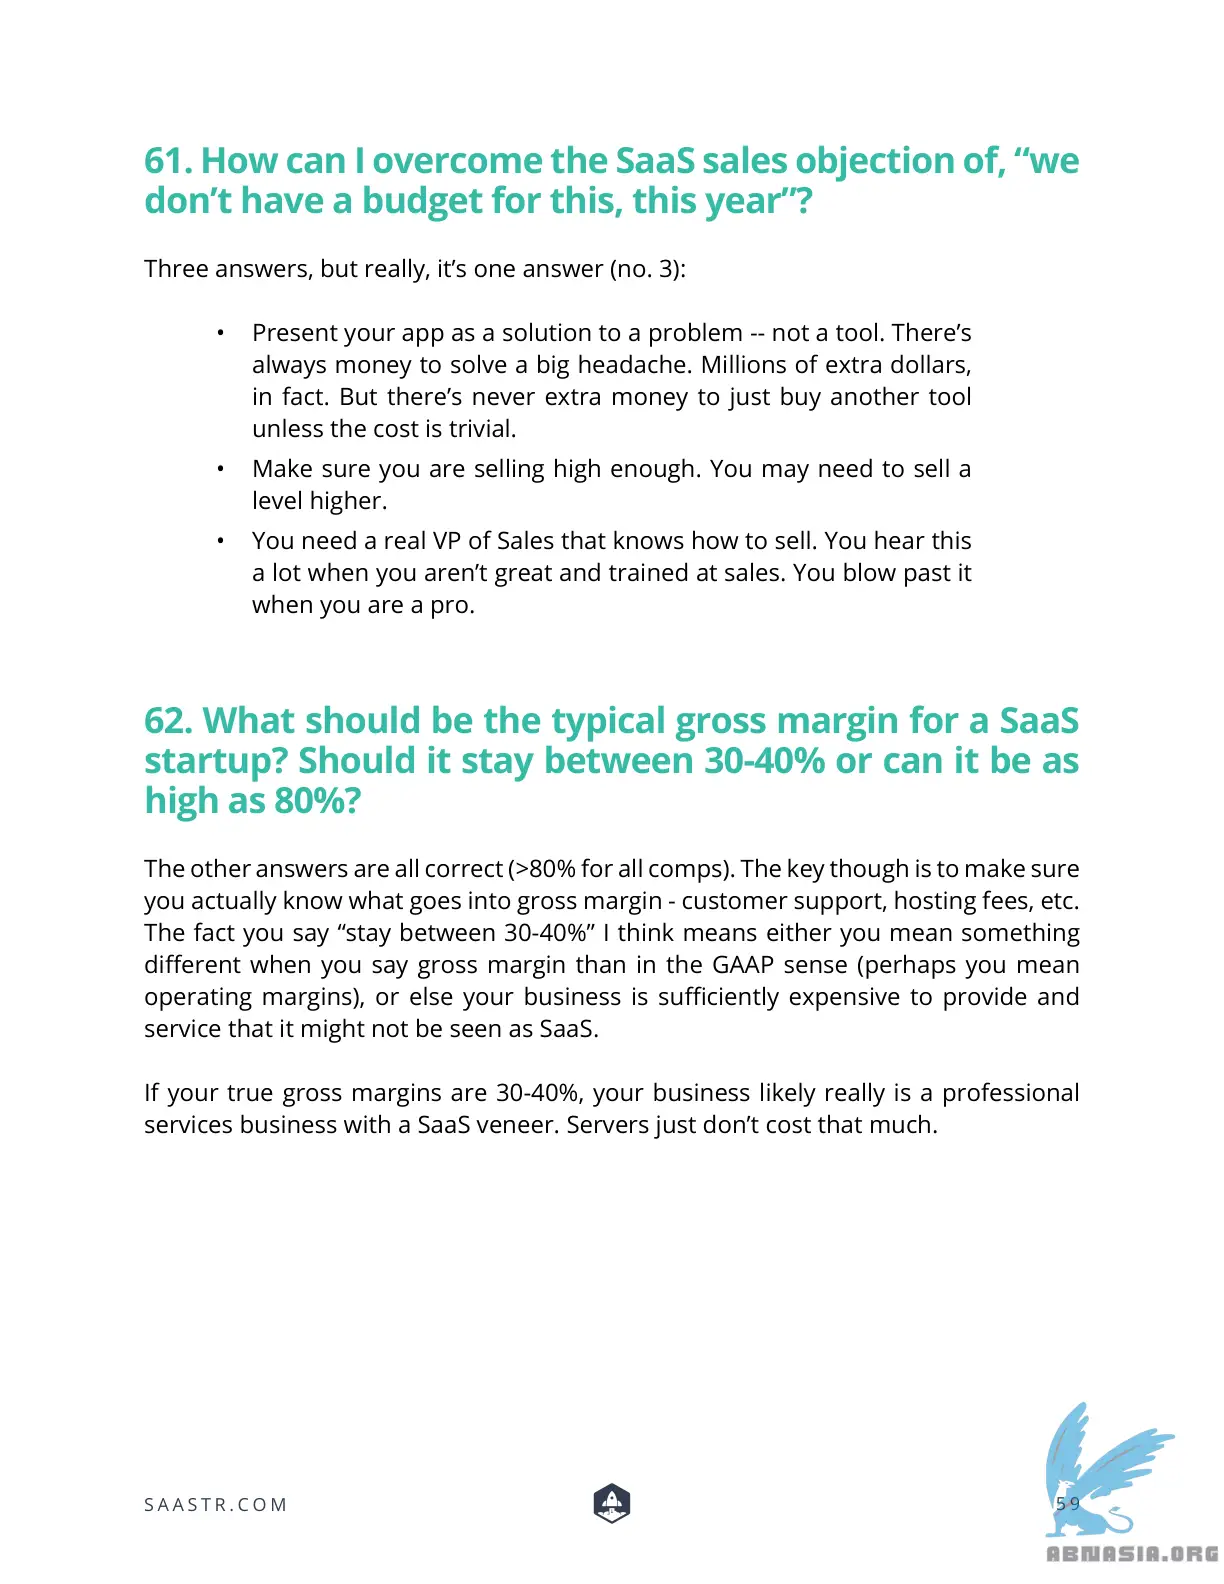 61. How can I overcome the SaaS sales objection of, “we
don’t have a budget for this, this year”?
Three answers, but really, it’s one answer (no. 3):
• Present your app as a solution to a problem -- not a tool. There’s
always money to solve a big headache. Millions of extra dollars,
in fact. But there’s never extra money to just buy another tool
unless the cost is trivial.
• Make sure you are selling high enough. You may need to sell a
level higher.
• You need a real VP of Sales that knows how to sell. You hear this
a lot when you aren’t great and trained at sales. You blow past it
when you are a pro.
62. What should be the typical gross margin for a SaaS
startup? Should it stay between 30-40% or can it be as
high as 80%?
The other answers are all correct (>80% for all comps). The key though is to make sure
you actually know what goes into gross margin - customer support, hosting fees, etc.
The fact you say “stay between 30-40%” I think means either you mean something
different when you say gross margin than in the GAAP sense (perhaps you mean
operating margins), or else your business is sufficiently expensive to provide and
service that it might not be seen as SaaS.
If your true gross margins are 30-40%, your business likely really is a professional
services business with a SaaS veneer. Servers just don’t cost that much.
SAASTR.COM
59
ABNASIA.ORG